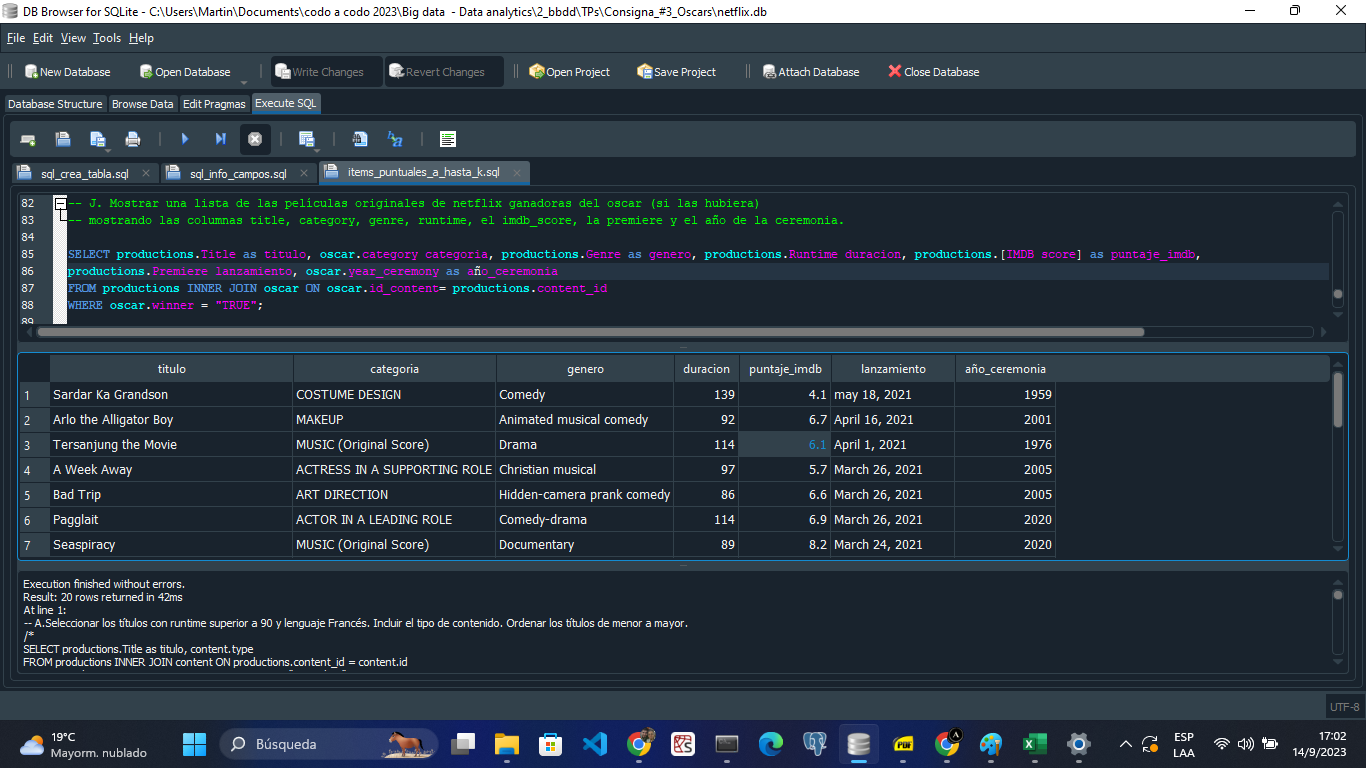 DB Browser for SQLite - C:\Users\Martin\Documents\codo a codo 2023\Big data  - Data analytics\2_bbdd\TPs\Consigna_#3_Oscars\netflix.db
File Edit View Tools Help
New Database Open Database Write Changes Revert Changes Open Project Save Project Attach Database Close Database
Database Structure Browse Data Edit Pragmas Execute SQL
sql_crea_tabla.sql sql_info_campos.sql items_puntuales_a_hasta_k.sql
82 -- J. Mostrar una lista de las películas originales de netflix ganadoras del oscar (si las hubiera)
83 -- mostrando las columnas title, category, genre, runtime, el imdb_score, la premiere y el año de la ceremonia.
84
85 SELECT productions.Title as titulo, oscar.category categoria, productions.Genre as genero, productions.Runtime duracion, productions.[IMDB score] as puntaje_imdb,
86 productions.Premiere lanzamiento, oscar.year_ceremony as año_ceremonia
87 FROM productions INNER JOIN oscar ON oscar.id_content= productions.content_id
88 WHERE oscar.winner = "TRUE";
89
titulo categoria genero duracion puntaje_imdb lanzamiento año_ceremonia
1 Sardar Ka Grandson COSTUME DESIGN Comedy 139 4.1 may 18, 2021 1959
2 Arlo the Alligator Boy MAKEUP Animated musical comedy 92 6.7 April 16, 2021 2001
3 Tersanjung the Movie MUSIC (Original Score) Drama 114 6.1 April 1, 2021 1976
4 A Week Away ACTRESS IN A SUPPORTING ROLE Christian musical 97 5.7 March 26, 2021 2005
5 Bad Trip ART DIRECTION Hidden-camera prank comedy 86 6.6 March 26, 2021 2005
6 Pagglait ACTOR IN A LEADING ROLE Comedy-drama 114 6.9 March 26, 2021 2020
7 Seaspiracy MUSIC (Original Score) Documentary 89 8.2 March 24, 2021 2020
Execution finished without errors.
Result: 20 rows returned in 42ms
At line 1:
-- A.Seleccionar los títulos con runtime superior a 90 y lenguaje Francés. Incluir el tipo de contenido. Ordenar los títulos de menor a mayor.
/*
SELECT productions.Title as titulo, content.type
FROM productions INNER JOIN content ON productions.content_id = content.id
UTF-8
19°C
Mayorm. nublado
Búsqueda
PDF
ESP
LAA
17:02
14/9/2023